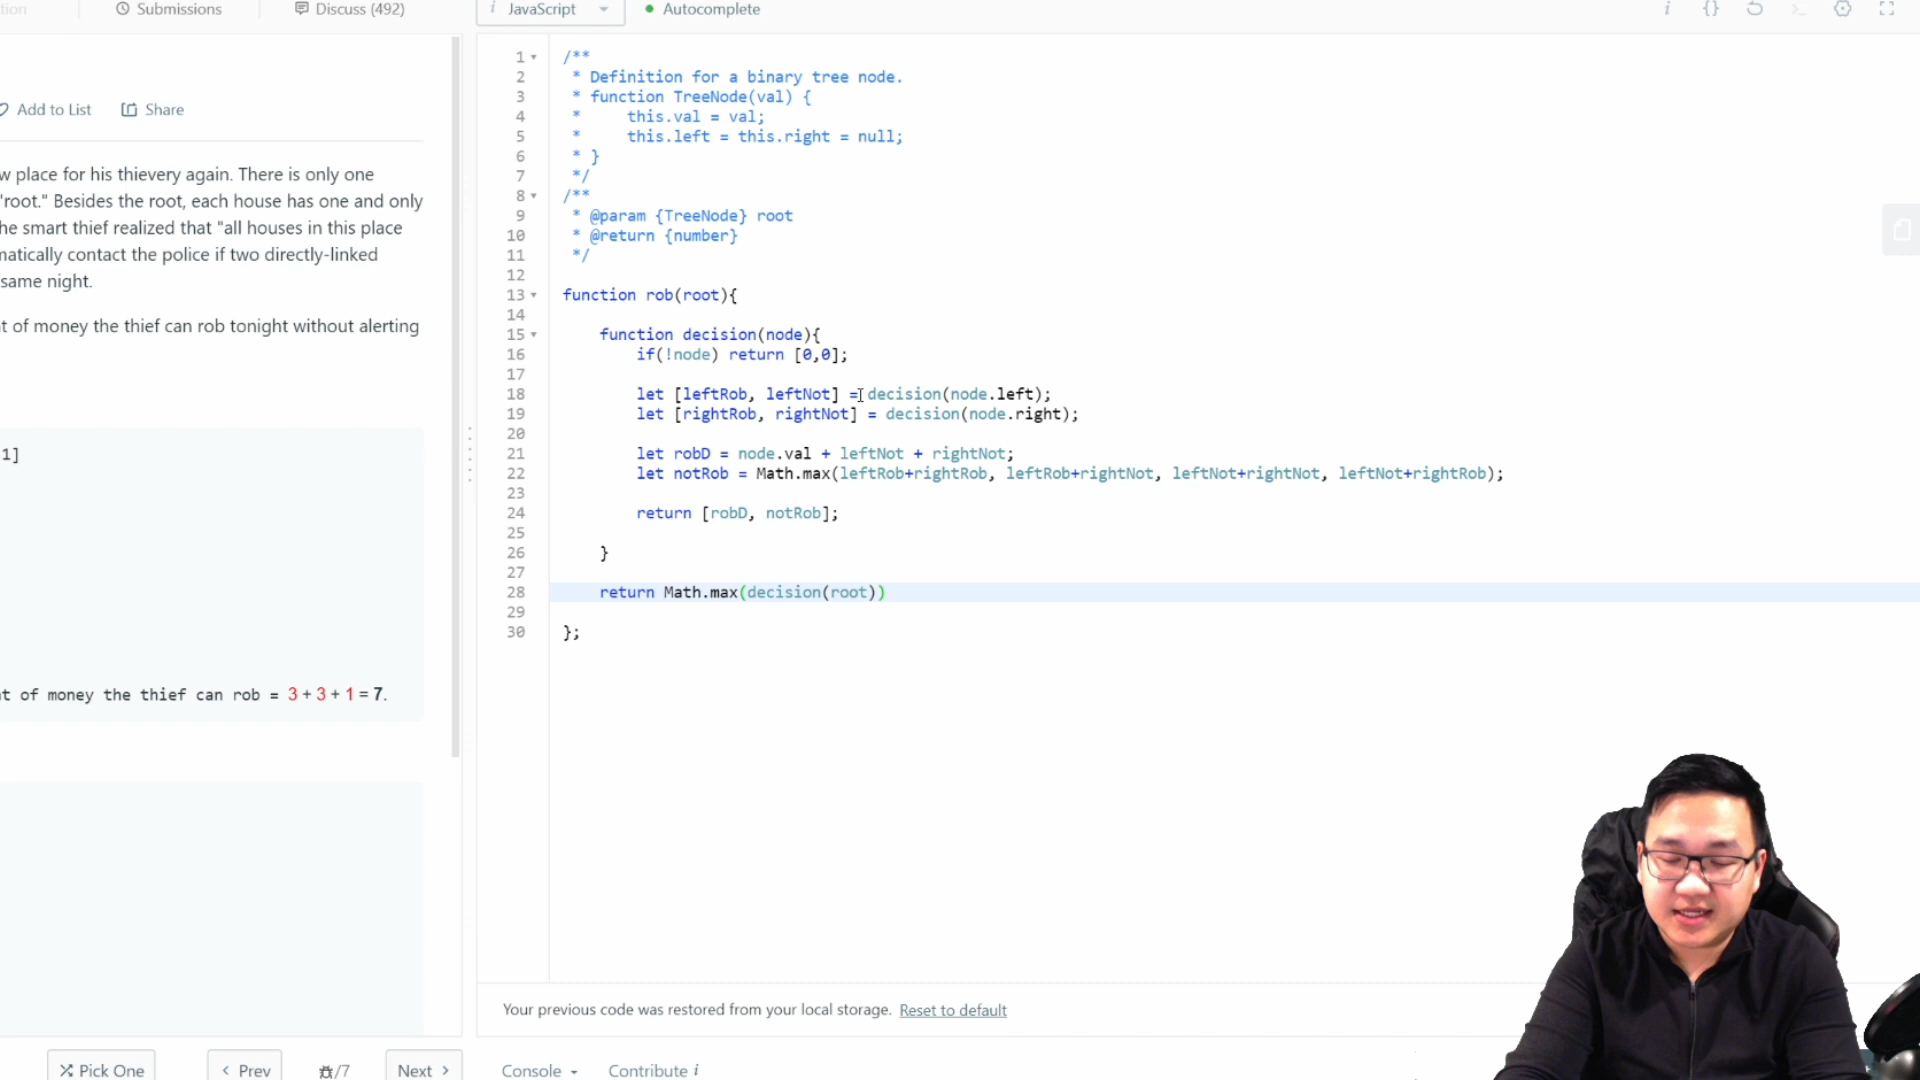 tion
Submissions
Discuss (492)
i JavaScript
Autocomplete
Add to List
Share
w place for his thievery again. There is only one
"root." Besides the root, each house has one and only
he smart thief realized that "all houses in this place
matically contact the police if two directly-linked
same night.
t of money the thief can rob tonight without alerting
1]
t of money the thief can rob = 3 + 3 + 1 = 7.
1 /**
2 * Definition for a binary tree node.
3 * function TreeNode(val) {
4 *     this.val = val;
5 *     this.left = this.right = null;
6 * }
7 */
8 /**
9 * @param {TreeNode} root
10 * @return {number}
11 */
12
13 function rob(root){
14
15     function decision(node){
16         if(!node) return [0,0];
17
18         let [leftRob, leftNot] = decision(node.left);
19         let [rightRob, rightNot] = decision(node.right);
20
21         let robD = node.val + leftNot + rightNot;
22         let notRob = Math.max(leftRob+rightRob, leftRob+rightNot, leftNot+rightNot, leftNot+rightRob);
23
24         return [robD, notRob];
25
26     }
27
28     return Math.max(decision(root))
29
30 };
Your previous code was restored from your local storage. Reset to default
Pick One
< Prev
/7
Next >
Console
Contribute i